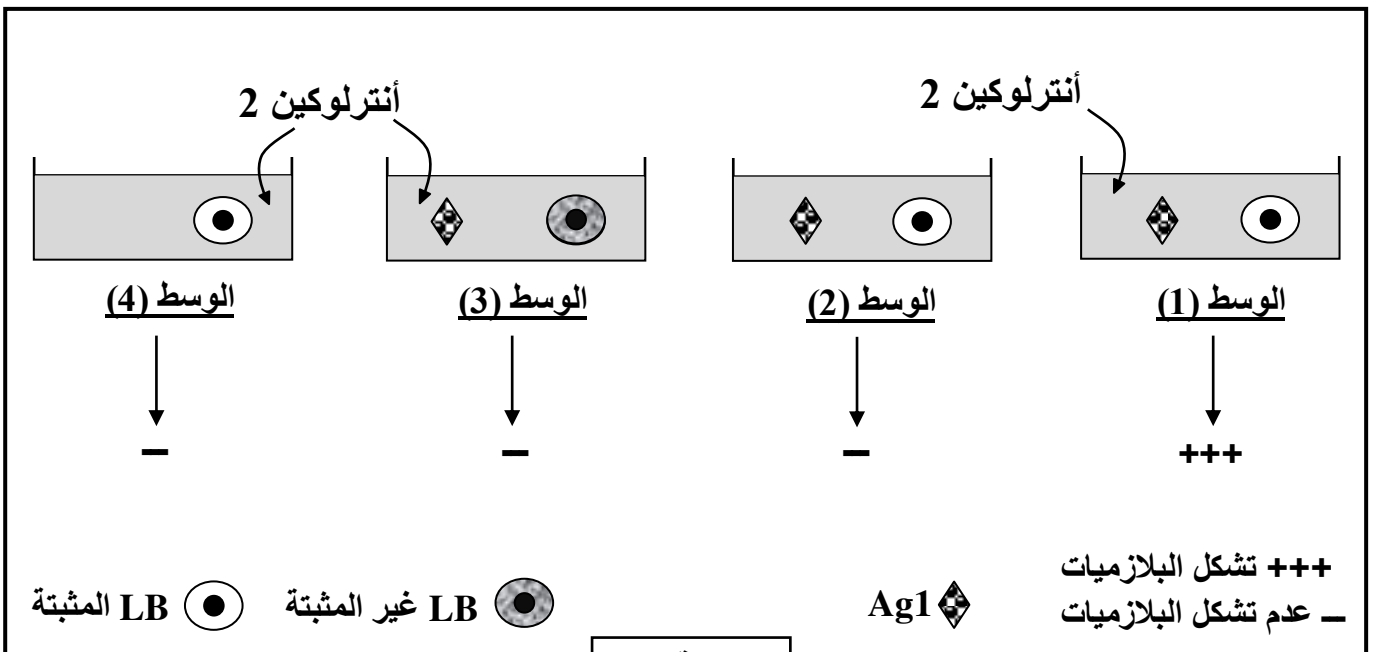 أنترلوكين 2
أنترلوكين 2
الوسط (1)
الوسط (2)
الوسط (3)
الوسط (4)
+++
–
–
–
+++ تشكل البلازميات
– عدم تشكل البلازميات
Ag1
LB غير المثبتة
LB المثبتة